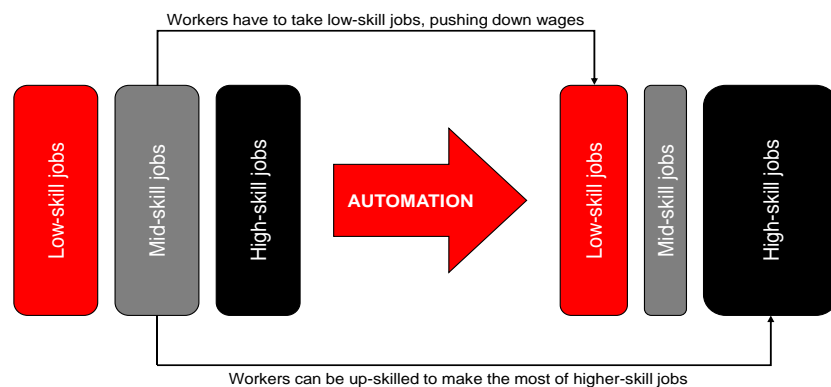 Workers have to take low-skill jobs, pushing down wages
Low-skill jobs
Mid-skill jobs
High-skill jobs
AUTOMATION
Low-skill jobs
Mid-skill jobs
High-skill jobs
Workers can be up-skilled to make the most of higher-skill jobs